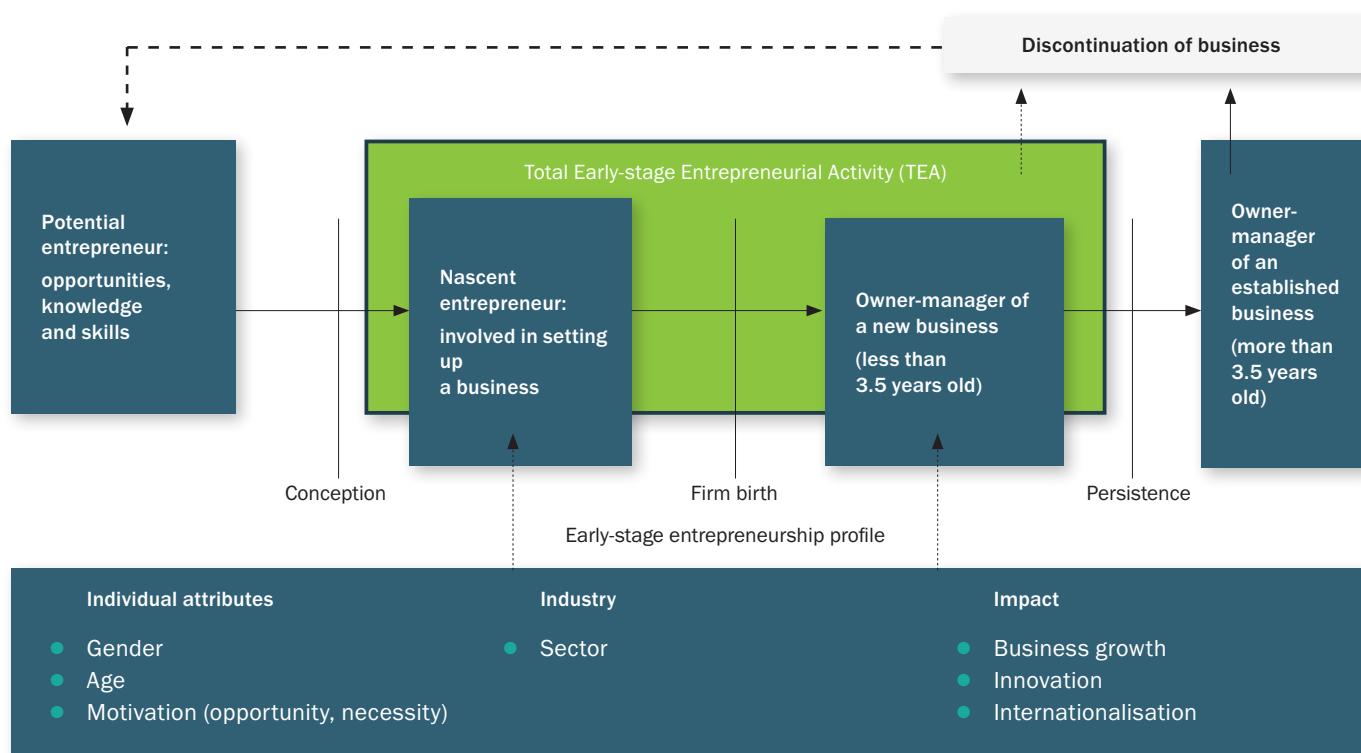 Discontinuation of business
Total Early-stage Entrepreneurial Activity (TEA)
Potential
entrepreneur:
opportunities,
knowledge
and skills
Nascent
entrepreneur:
involved in setting
up
a business
Owner-manager of
a new business
(less than
3.5 years old)
Owner-
manager
of an
established
business
(more than
3.5 years
old)
Conception
Firm birth
Persistence
Early-stage entrepreneurship profile
Individual attributes
Gender
Age
Motivation (opportunity, necessity)
Industry
Sector
Impact
Business growth
Innovation
Internationalisation